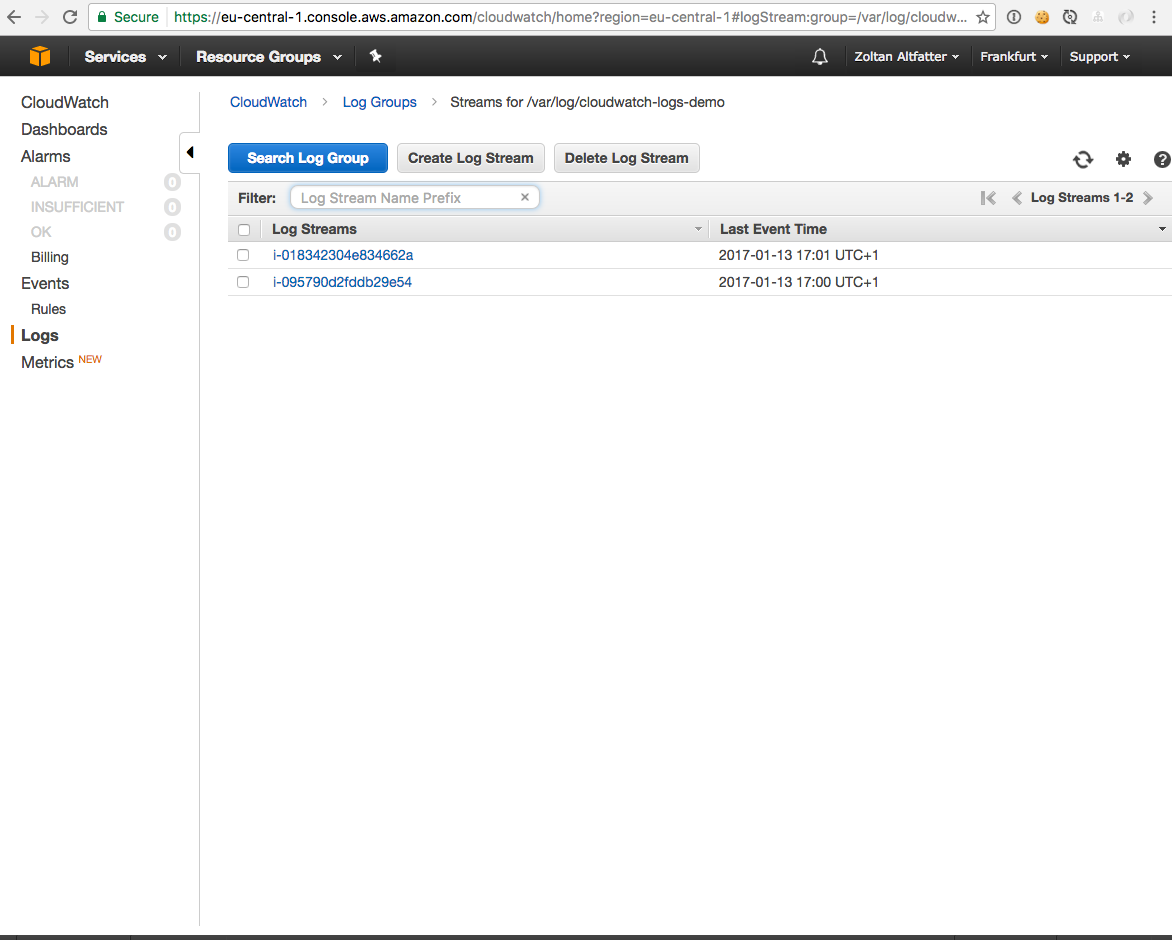 Secure https://eu-central-1.console.aws.amazon.com/cloudwatch/home?region=eu-central-1#logStream:group=/var/log/cloudw...
Services Resource Groups Zoltan Altfatter Frankfurt Support
CloudWatch
Dashboards
Alarms
ALARM 0
INSUFFICIENT 0
OK 0
Billing
Events
Rules
Logs
Metrics NEW
CloudWatch > Log Groups > Streams for /var/log/cloudwatch-logs-demo
Search Log Group Create Log Stream Delete Log Stream ?
Filter: Log Stream Name Prefix × Log Streams 1-2
Log Streams Last Event Time
i-018342304e834662a 2017-01-13 17:01 UTC+1
i-095790d2fddb29e54 2017-01-13 17:00 UTC+1